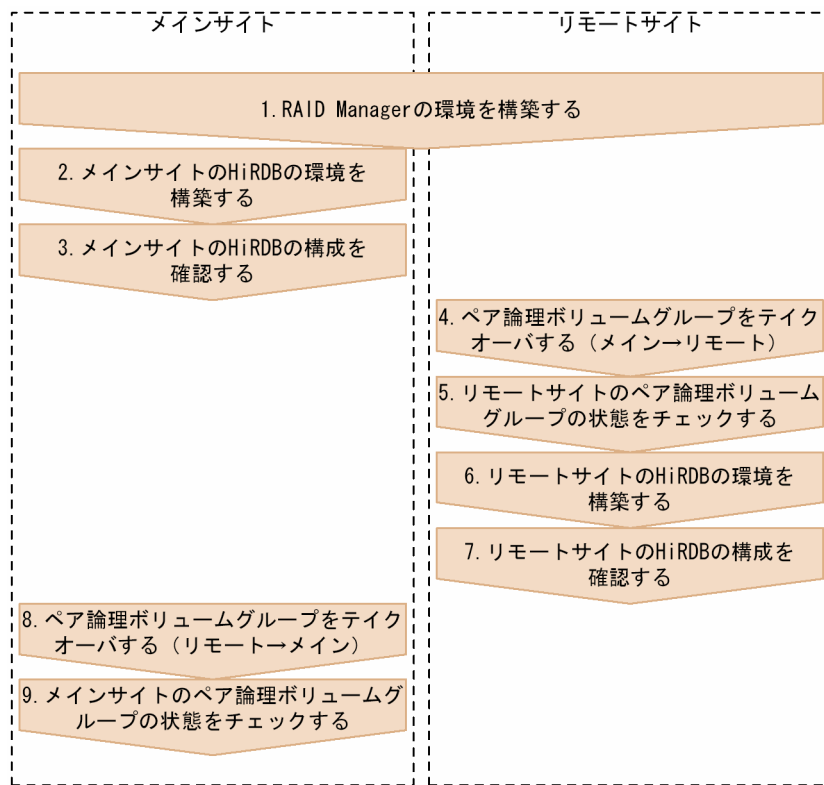 メインサイト
リモートサイト
1.RAID Managerの環境を構築する
2.メインサイトのHiRDBの環境を
構築する
3.メインサイトのHiRDBの構成を
確認する
4.ペア論理ボリュームグループをテイク
オーバする（メイン→リモート）
5.リモートサイトのペア論理ボリューム
グループの状態をチェックする
6.リモートサイトのHiRDBの環境を
構築する
7.リモートサイトのHiRDBの構成を
確認する
8.ペア論理ボリュームグループをテイク
オーバする（リモート→メイン）
9.メインサイトのペア論理ボリュームグ
ループの状態をチェックする